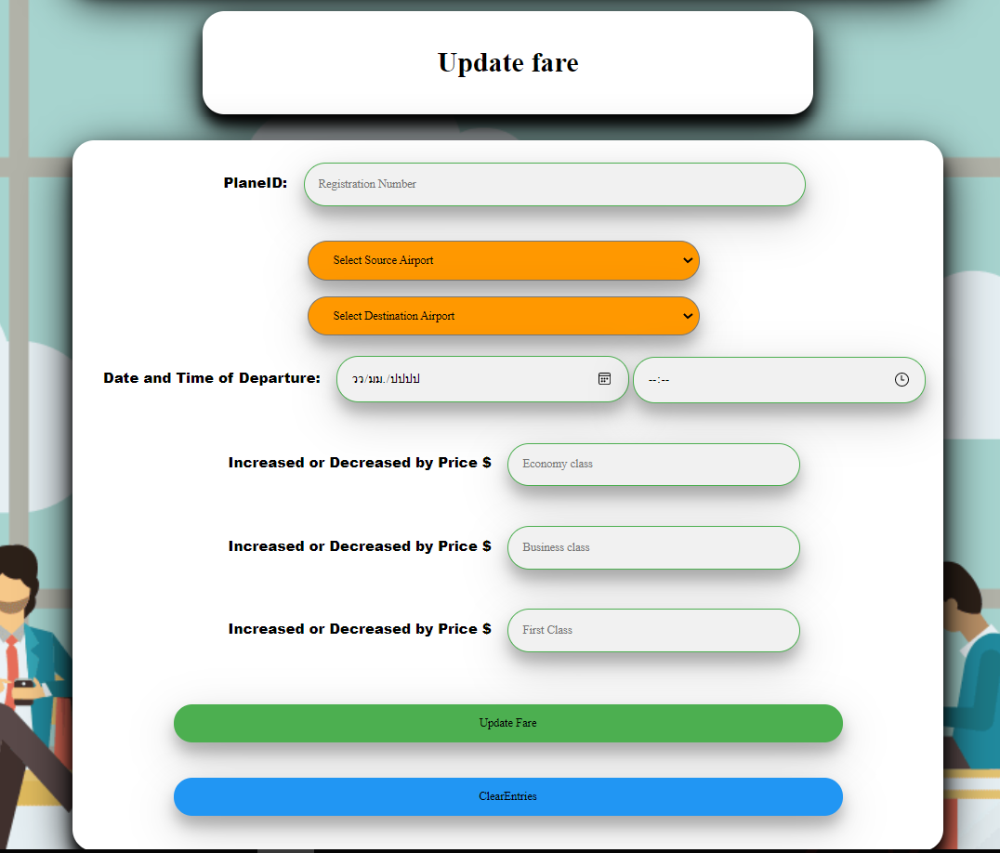 Update fare
PlaneID: Registration Number
Select Source Airport
Select Destination Airport
Date and Time of Departure: วว/มม./ปปปป --:--
Increased or Decreased by Price $ Economy class
Increased or Decreased by Price $ Business class
Increased or Decreased by Price $ First Class
Update Fare
ClearEntries